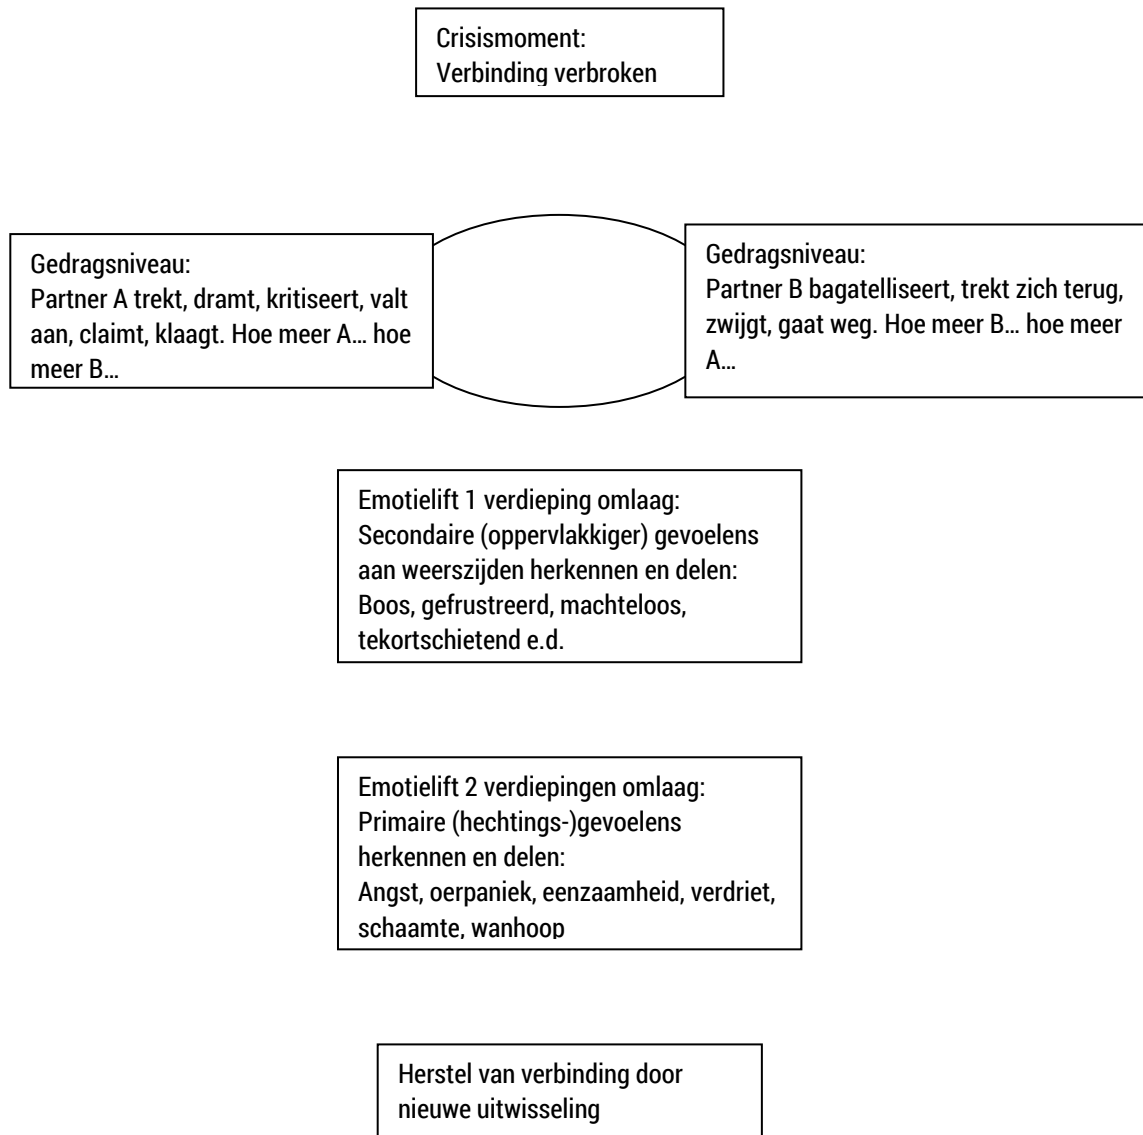 Crisismoment:
Verbinding verbroken
Gedragsniveau:
Partner A trekt, dramt, kritiseert, valt
aan, claimt, klaagt. Hoe meer A... hoe
meer B...
Gedragsniveau:
Partner B bagatelliseert, trekt zich terug,
zwijgt, gaat weg. Hoe meer B... hoe meer
A...
Emotielift 1 verdieping omlaag:
Secondaire (oppervlakkiger) gevoelens
aan weerszijden herkennen en delen:
Boos, gefrustreerd, machteloos,
tekortschietend e.d.
Emotielift 2 verdiepingen omlaag:
Primaire (hechtings-)gevoelens
herkennen en delen:
Angst, oerpaniek, eenzaamheid, verdriet,
schaamte, wanhoop
Herstel van verbinding door
nieuwe uitwisseling